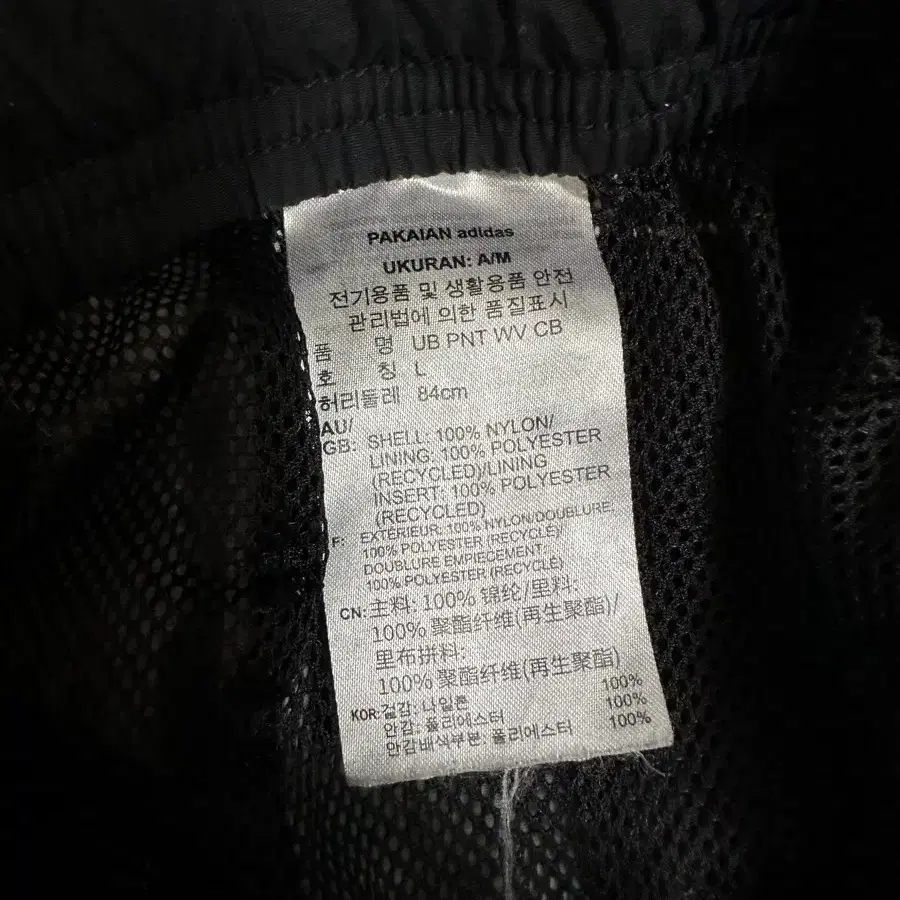 PAKAIAN adidas
UKURAN: A/M
전기용품 및 생활용품 안전
관리법에 의한 품질표시
품 명 UB PNT WV CB
호 칭 L
허리둘레 84cm
AU/
GB: SHELL: 100% NYLON/
LINING: 100% POLYESTER
(RECYCLED)/LINING
INSERT: 100% POLYESTER
(RECYCLED)
F: EXTÉRIEUR: 100% NYLON/DOUBLURE:
100% POLYESTER (RECYCLÉ)/
DOUBLURE EMPIÈCEMENT:
100% POLYESTER (RECYCLÉ)
CN: 主料: 100% 锦纶/里料:
100% 聚酯纤维(再生聚酯)/
里布拼料:
100% 聚酯纤维(再生聚酯)
KOR: 겉감: 나일론 100%
안감: 폴리에스터 100%
안감배색부분: 폴리에스터 100%